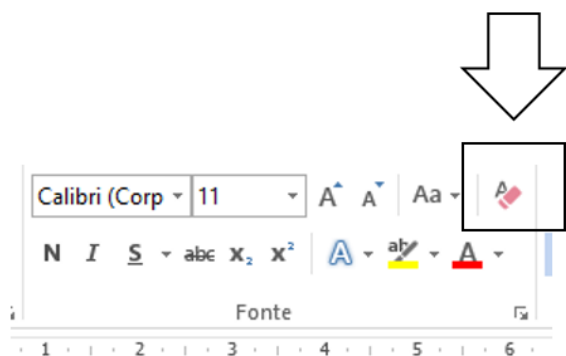 Calibri (Corp 11 A A Aa A
N I S abc X₂ X² A ab A
Fonte
1 2 3 4 5 6